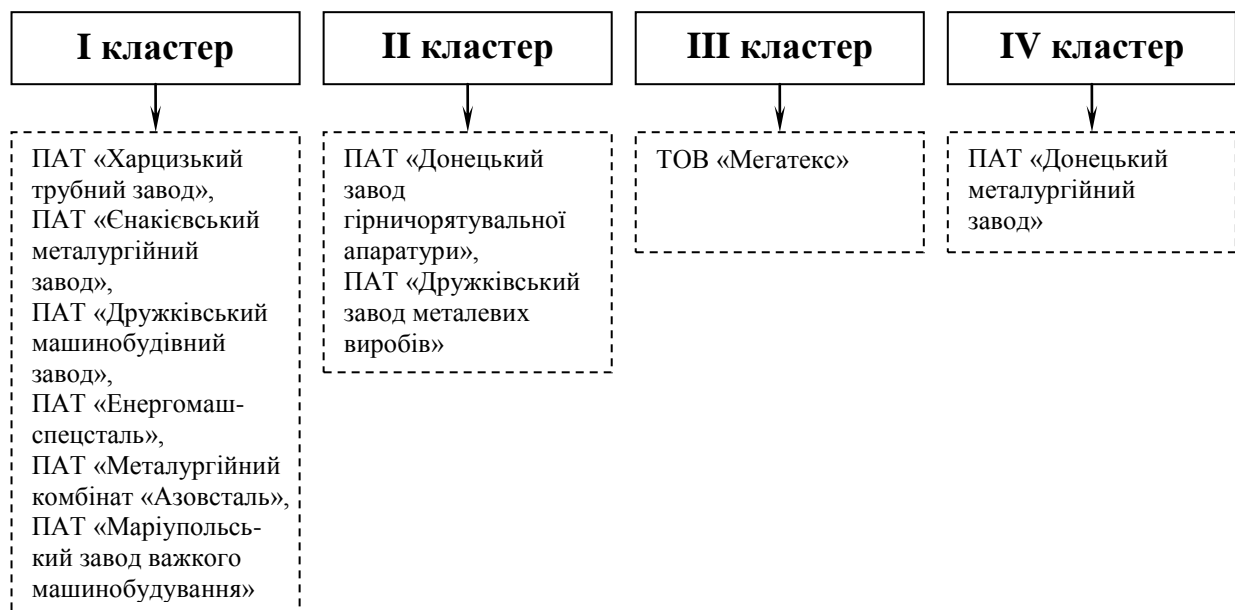 I кластер
ПАТ «Харцизький
трубний завод»,
ПАТ «Єнакієвський
металургійний
завод»,
ПАТ «Дружківський
машинобудівний
завод»,
ПАТ «Енергомаш-
спецсталь»,
ПАТ «Металургійний
комбінат «Азовсталь»,
ПАТ «Маріупольсь-
кий завод важкого
машинобудування»
II кластер
ПАТ «Донецький
завод
гірничорятувальної
апаратури»,
ПАТ «Дружківський
завод металевих
виробів»
III кластер
ТОВ «Мегатекс»
IV кластер
ПАТ «Донецький
металургійний
завод»